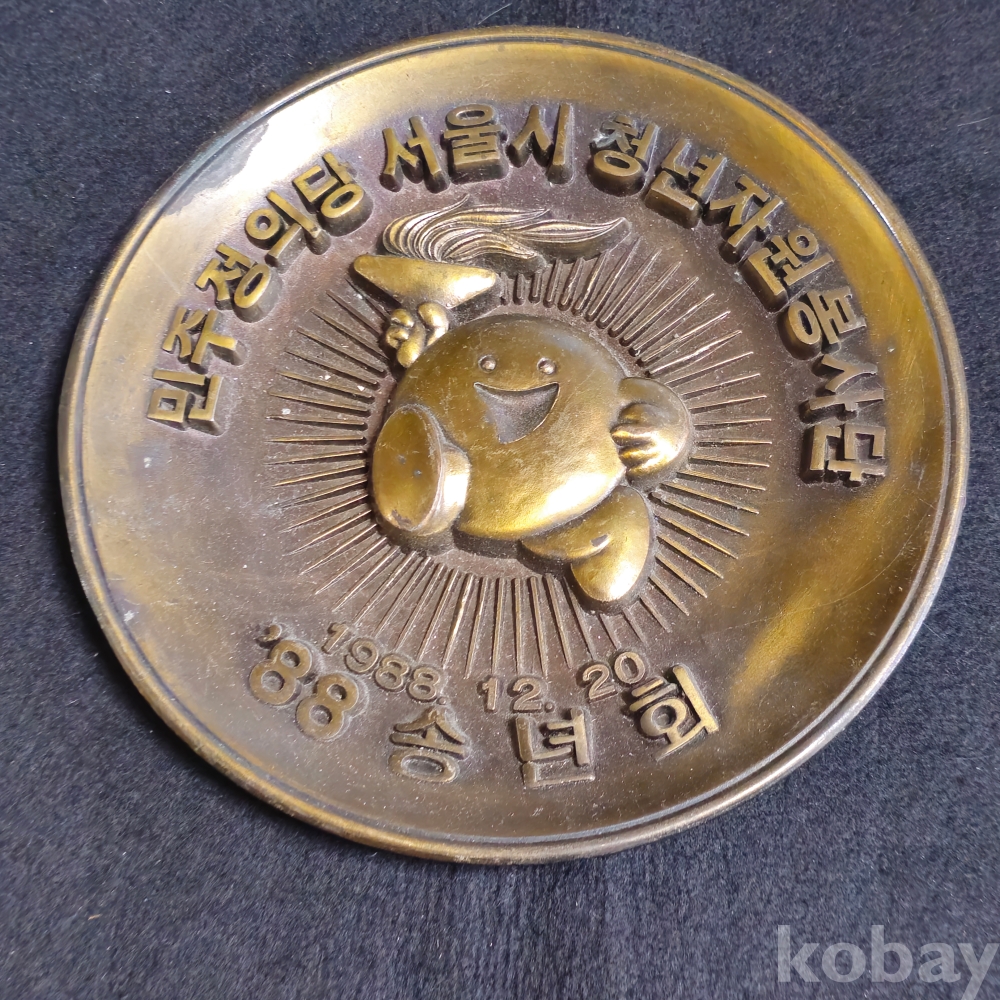 민주정의당 서울시 청년자원봉사단
1988. 12. 20
'88 송년회
kobay